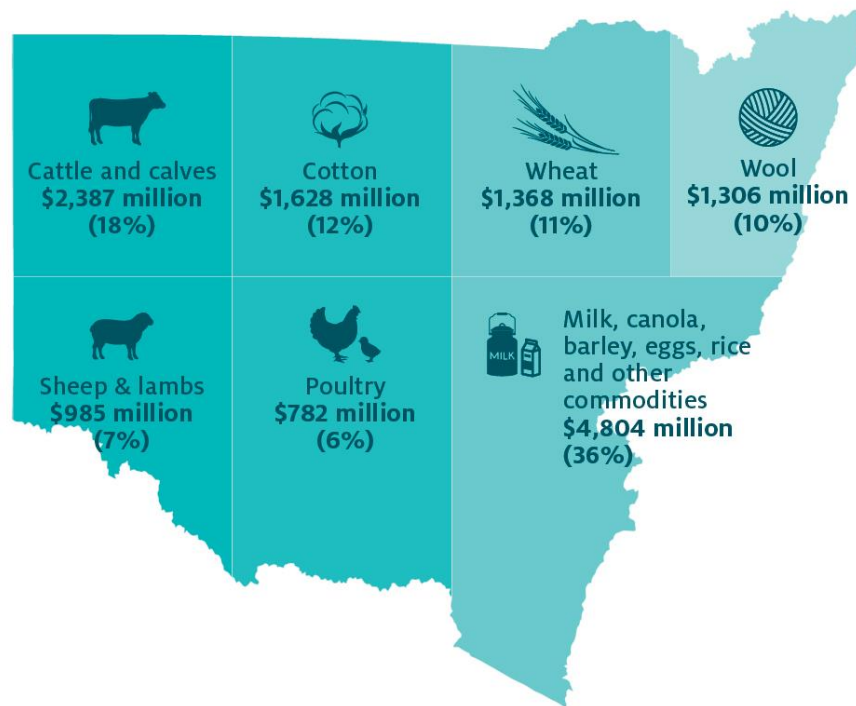 Cattle and calves
$2,387 million
(18%)
Cotton
$1,628 million
(12%)
Wheat
$1,368 million
(11%)
Wool
$1,306 million
(10%)
Sheep & lambs
$985 million
(7%)
Poultry
$782 million
(6%)
MILK
Milk, canola,
barley, eggs, rice
and other
commodities
$4,804 million
(36%)